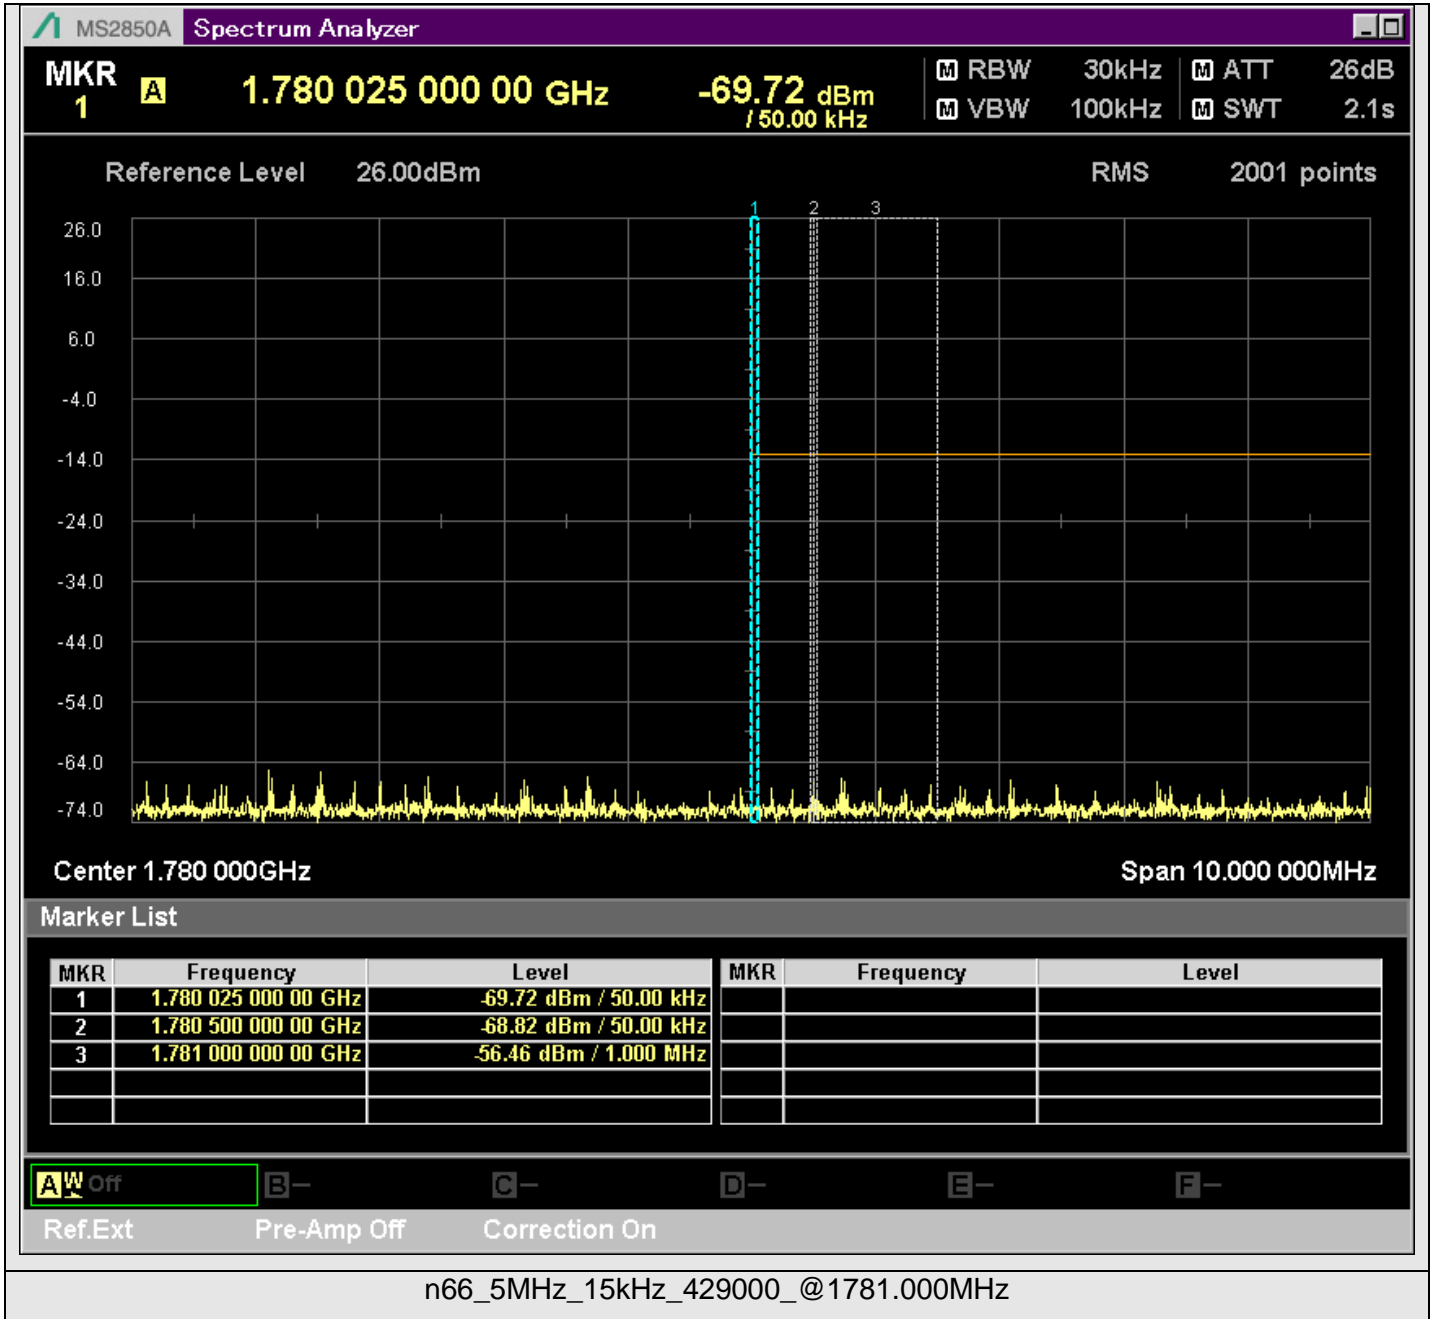 MS2850A Spectrum Analyzer
MKR 1 A 1.780 025 000 00 GHz -69.72 dBm / 50.00 kHz
M RBW 30kHz M ATT 26dB
M VBW 100kHz M SWT 2.1s
Reference Level 26.00dBm RMS 2001 points
1 2 3
26.0
16.0
6.0
-4.0
-14.0
-24.0
-34.0
-44.0
-54.0
-64.0
-74.0
Center 1.780 000GHz Span 10.000 000MHz
Marker List
MKR Frequency Level MKR Frequency Level
1 1.780 025 000 00 GHz -69.72 dBm / 50.00 kHz
2 1.780 500 000 00 GHz -68.82 dBm / 50.00 kHz
3 1.781 000 000 00 GHz -56.46 dBm / 1.000 MHz
A W Off B – C – D – E – F –
Ref.Ext Pre-Amp Off Correction On
n66_5MHz_15kHz_429000_@1781.000MHz